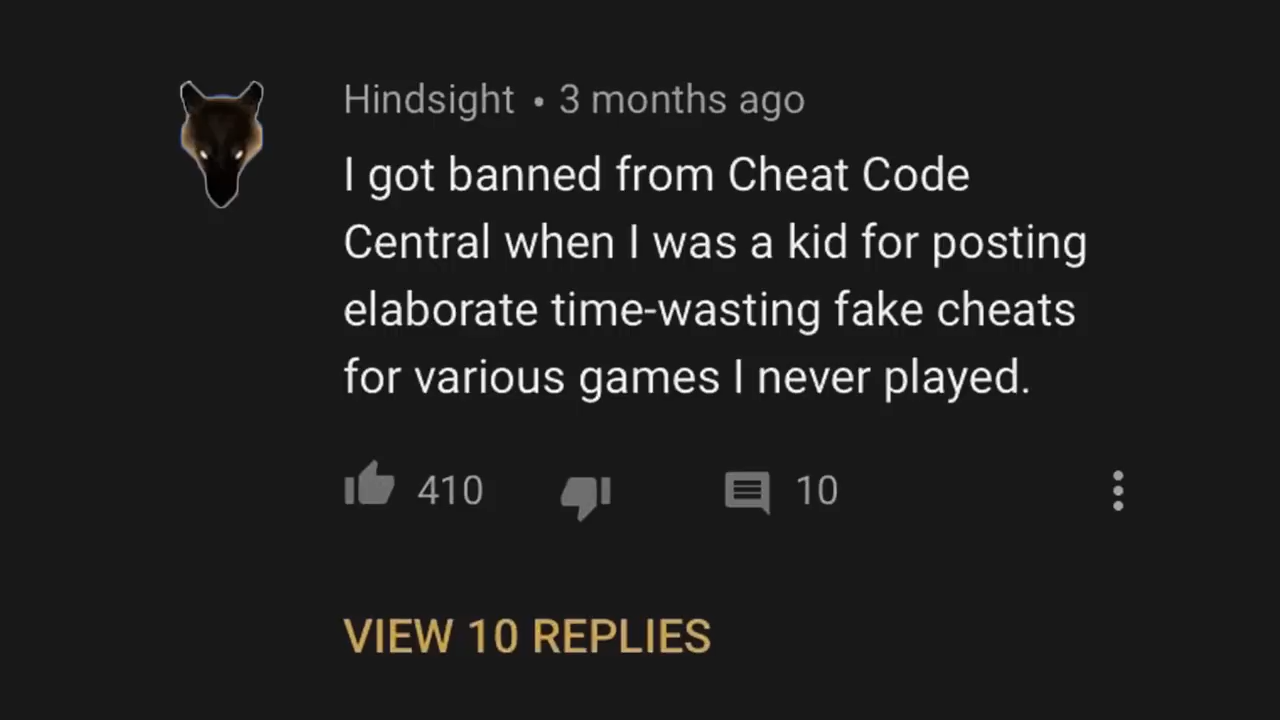 Hindsight • 3 months ago
I got banned from Cheat Code
Central when I was a kid for posting
elaborate time-wasting fake cheats
for various games I never played.
410 10
VIEW 10 REPLIES